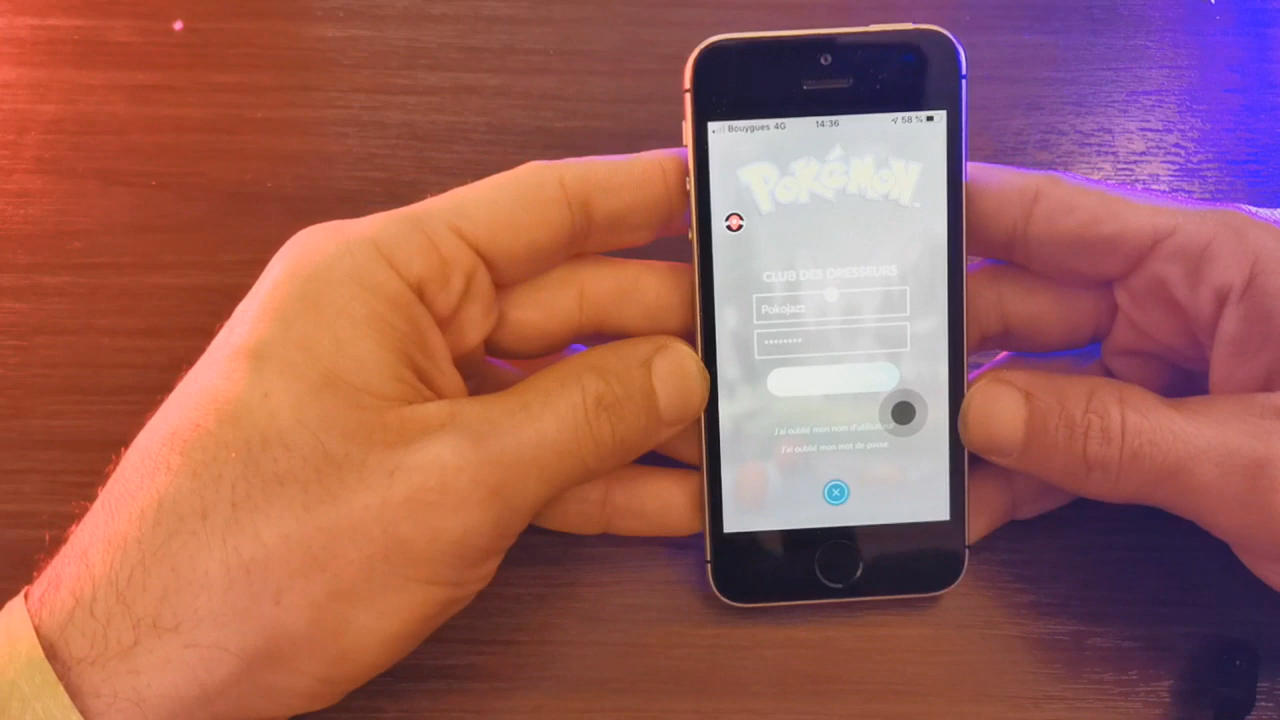 Bouygues 4G 14:36 58 %
Pokémon
CLUB DES DRESSEURS
Pokojazz
********
J'ai oublié mon nom d'utilisateur
J'ai oublié mon mot de passe